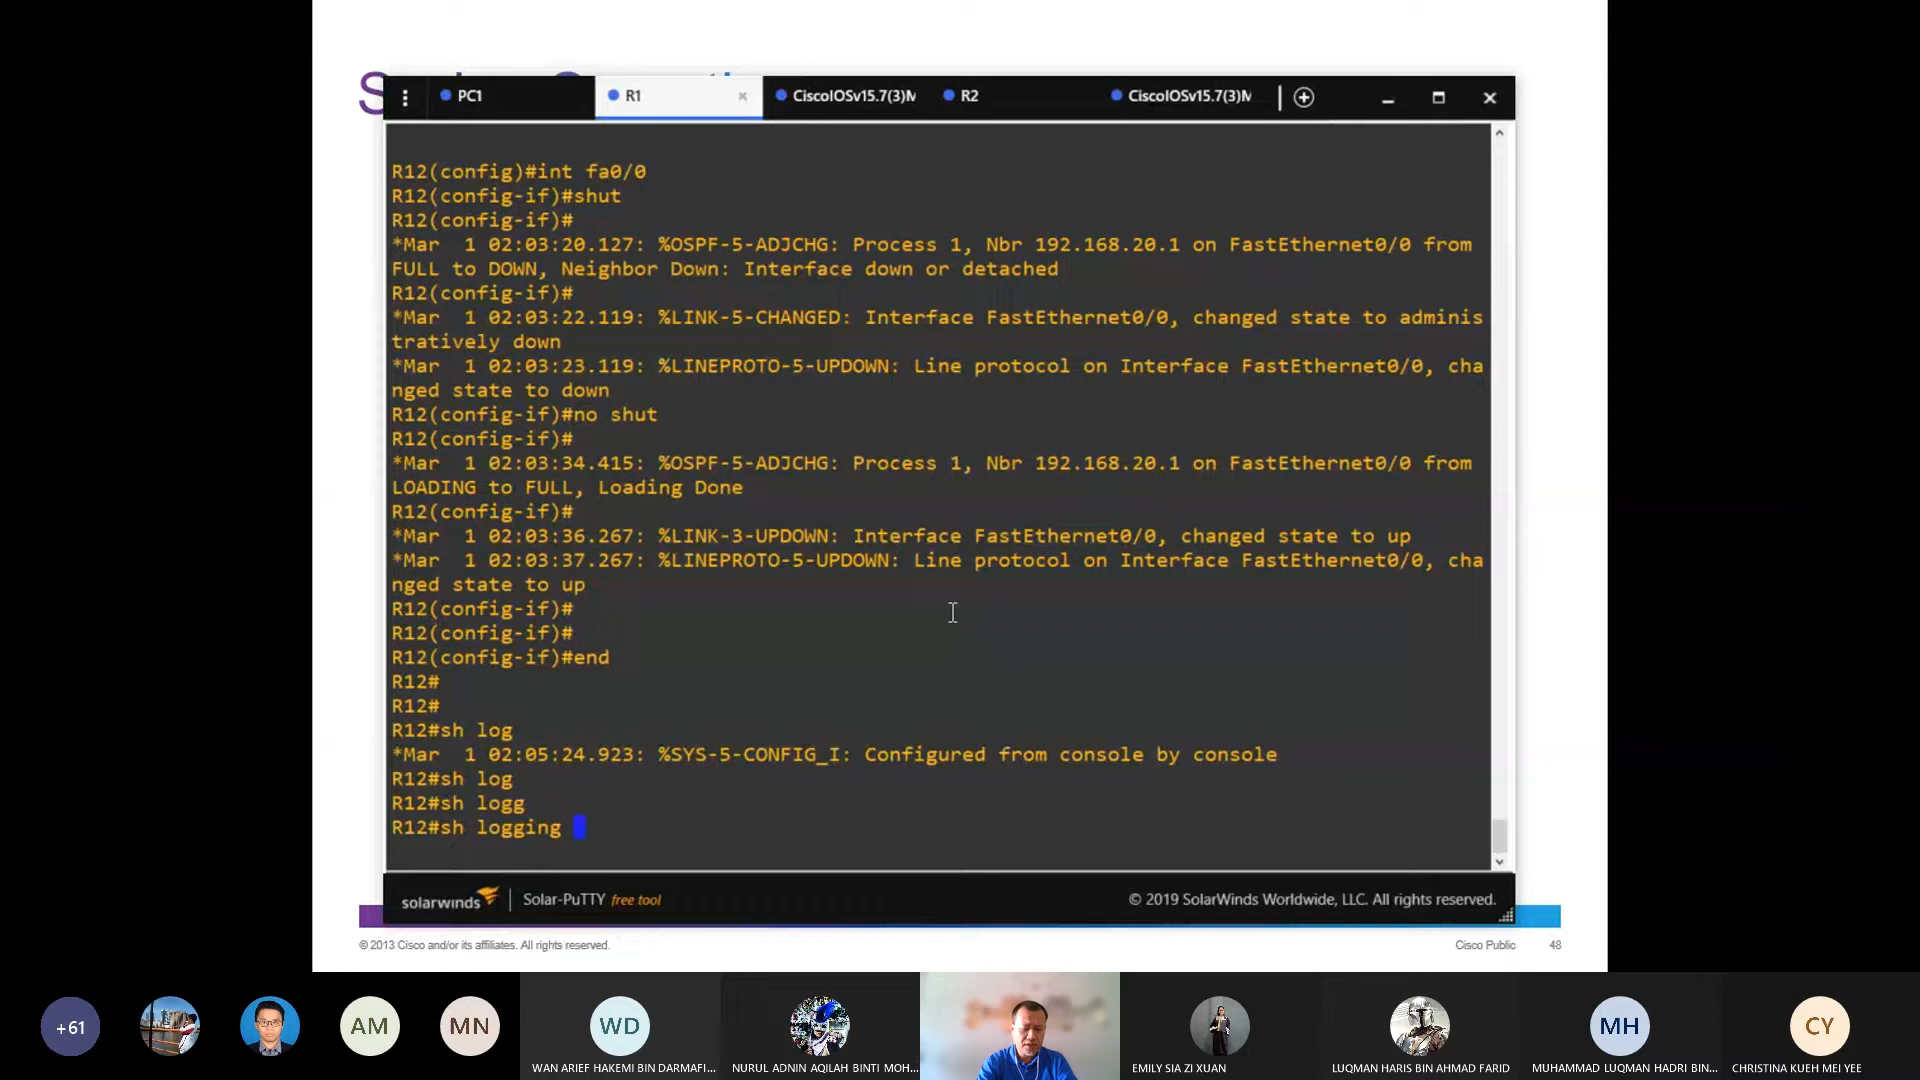 PC1
R1
CiscoIOSv15.7(3)M
R2
CiscoIOSv15.7(3)M
R12(config)#int fa0/0
R12(config-if)#shut
R12(config-if)#
*Mar  1 02:03:20.127: %OSPF-5-ADJCHG: Process 1, Nbr 192.168.20.1 on FastEthernet0/0 from
FULL to DOWN, Neighbor Down: Interface down or detached
R12(config-if)#
*Mar  1 02:03:22.119: %LINK-5-CHANGED: Interface FastEthernet0/0, changed state to adminis
tratively down
*Mar  1 02:03:23.119: %LINEPROTO-5-UPDOWN: Line protocol on Interface FastEthernet0/0, cha
nged state to down
R12(config-if)#no shut
R12(config-if)#
*Mar  1 02:03:34.415: %OSPF-5-ADJCHG: Process 1, Nbr 192.168.20.1 on FastEthernet0/0 from
LOADING to FULL, Loading Done
R12(config-if)#
*Mar  1 02:03:36.267: %LINK-3-UPDOWN: Interface FastEthernet0/0, changed state to up
*Mar  1 02:03:37.267: %LINEPROTO-5-UPDOWN: Line protocol on Interface FastEthernet0/0, cha
nged state to up
R12(config-if)#
R12(config-if)#
R12(config-if)#end
R12#
R12#
R12#sh log
*Mar  1 02:05:24.923: %SYS-5-CONFIG_I: Configured from console by console
R12#sh log
R12#sh logg
R12#sh logging
solarwinds
Solar-PuTTY free tool
© 2019 SolarWinds Worldwide, LLC. All rights reserved.
© 2013 Cisco and/or its affiliates. All rights reserved.
Cisco Public
48
+61
AM
MN
WD
MH
CY
WAN ARIEF HAKEMI BIN DARMAFI...
NURUL ADNIN AQILAH BINTI MOH...
EMILY SIA ZI XUAN
LUQMAN HARIS BIN AHMAD FARID
MUHAMMAD LUQMAN HADRI BIN...
CHRISTINA KUEH MEI YEE